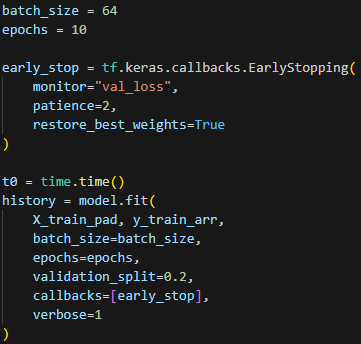 batch_size = 64
epochs = 10
early_stop = tf.keras.callbacks.EarlyStopping(
    monitor="val_loss",
    patience=2,
    restore_best_weights=True
)
t0 = time.time()
history = model.fit(
    X_train_pad, y_train_arr,
    batch_size=batch_size,
    epochs=epochs,
    validation_split=0.2,
    callbacks=[early_stop],
    verbose=1
)